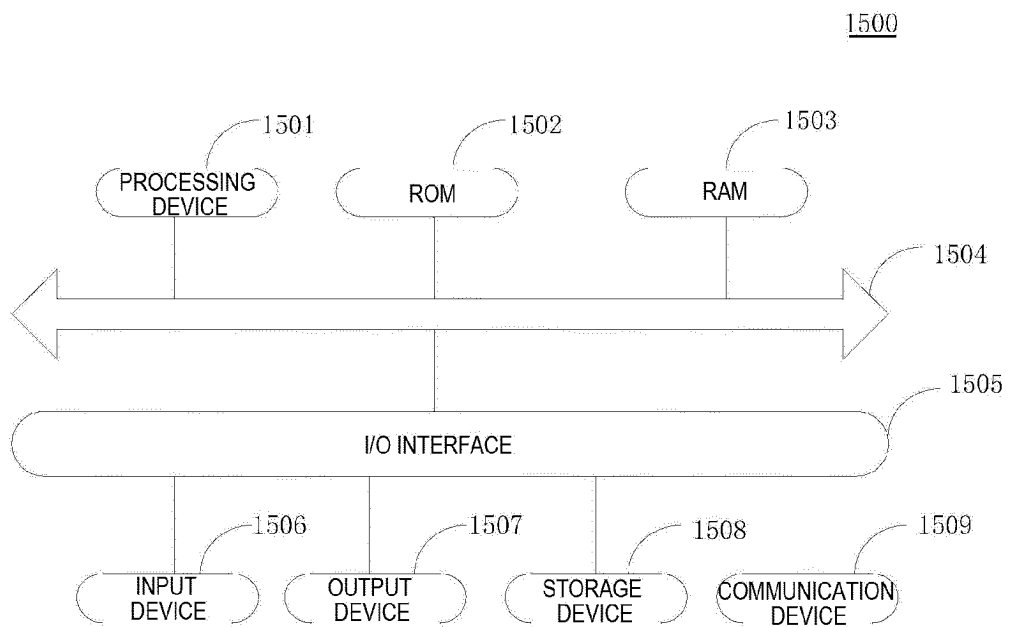 1500
1501
1502
1503
PROCESSING
DEVICE
ROM
RAM
1504
1505
I/O INTERFACE
1506
1507
1508
1509
INPUT
DEVICE
OUTPUT
DEVICE
STORAGE
DEVICE
COMMUNICATION
DEVICE